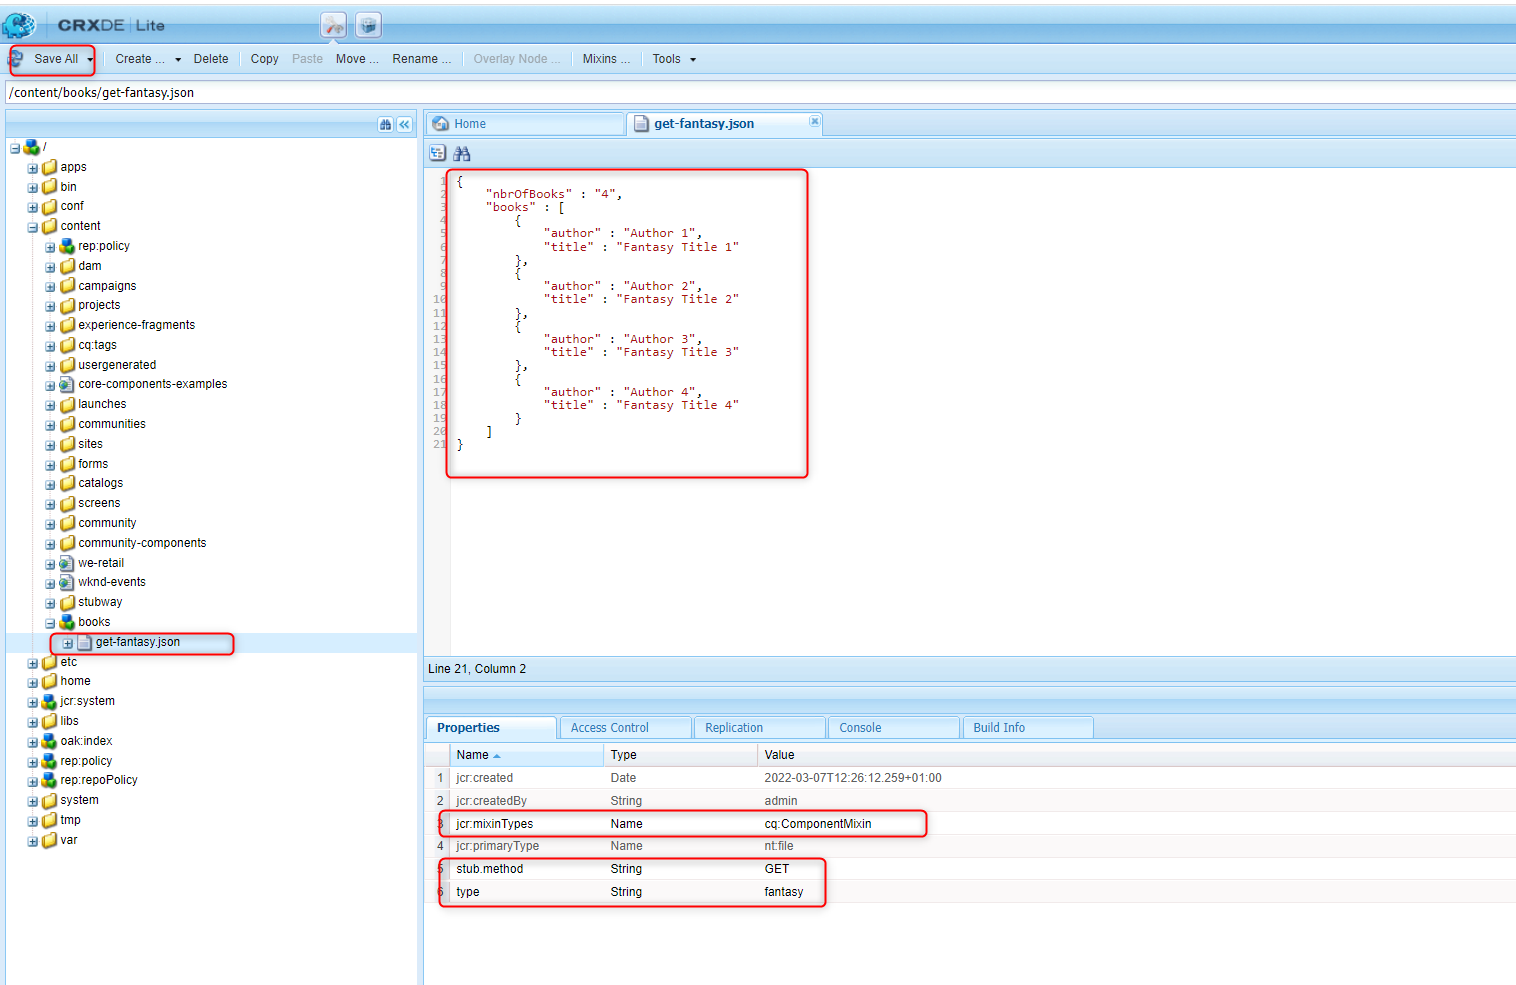 CRXDE | Lite
Save All Create ... Delete Copy Paste Move ... Rename ... Overlay Node ... Mixins ... Tools
/content/books/get-fantasy.json
/
apps
bin
conf
content
rep:policy
dam
campaigns
projects
experience-fragments
cq:tags
usergenerated
core-components-examples
launches
communities
sites
forms
catalogs
screens
community
community-components
we-retail
wknd-events
stubway
books
get-fantasy.json
etc
home
jcr:system
libs
oak:index
rep:policy
rep:repoPolicy
system
tmp
var
Home get-fantasy.json
1 {
2 "nbrOfBooks" : "4",
3 "books" : [
4 {
5 "author" : "Author 1",
6 "title" : "Fantasy Title 1"
7 },
8 {
9 "author" : "Author 2",
10 "title" : "Fantasy Title 2"
11 },
12 {
13 "author" : "Author 3",
14 "title" : "Fantasy Title 3"
15 },
16 {
17 "author" : "Author 4",
18 "title" : "Fantasy Title 4"
19 }
20 ]
21 }
Line 21, Column 2
Properties Access Control Replication Console Build Info
Name Type Value
1 jcr:created Date 2022-03-07T12:26:12.259+01:00
2 jcr:createdBy String admin
3 jcr:mixinTypes Name cq:ComponentMixin
4 jcr:primaryType Name nt:file
5 stub.method String GET
6 type String fantasy